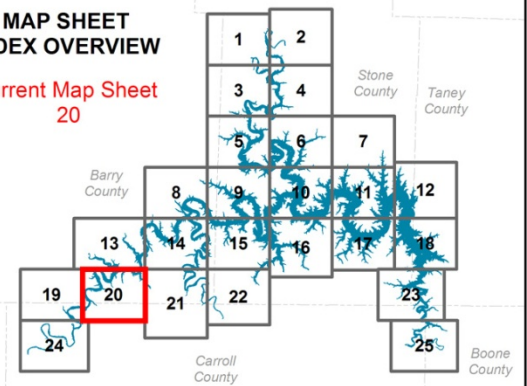 MAP SHEET
DEX OVERVIEW
rrent Map Sheet
20
1
2
Stone
County
Taney
County
3
4
5
6
7
Barry
County
8
9
10
11
12
13
14
15
16
17
18
19
20
21
22
23
24
25
Carroll
County
Boone
County